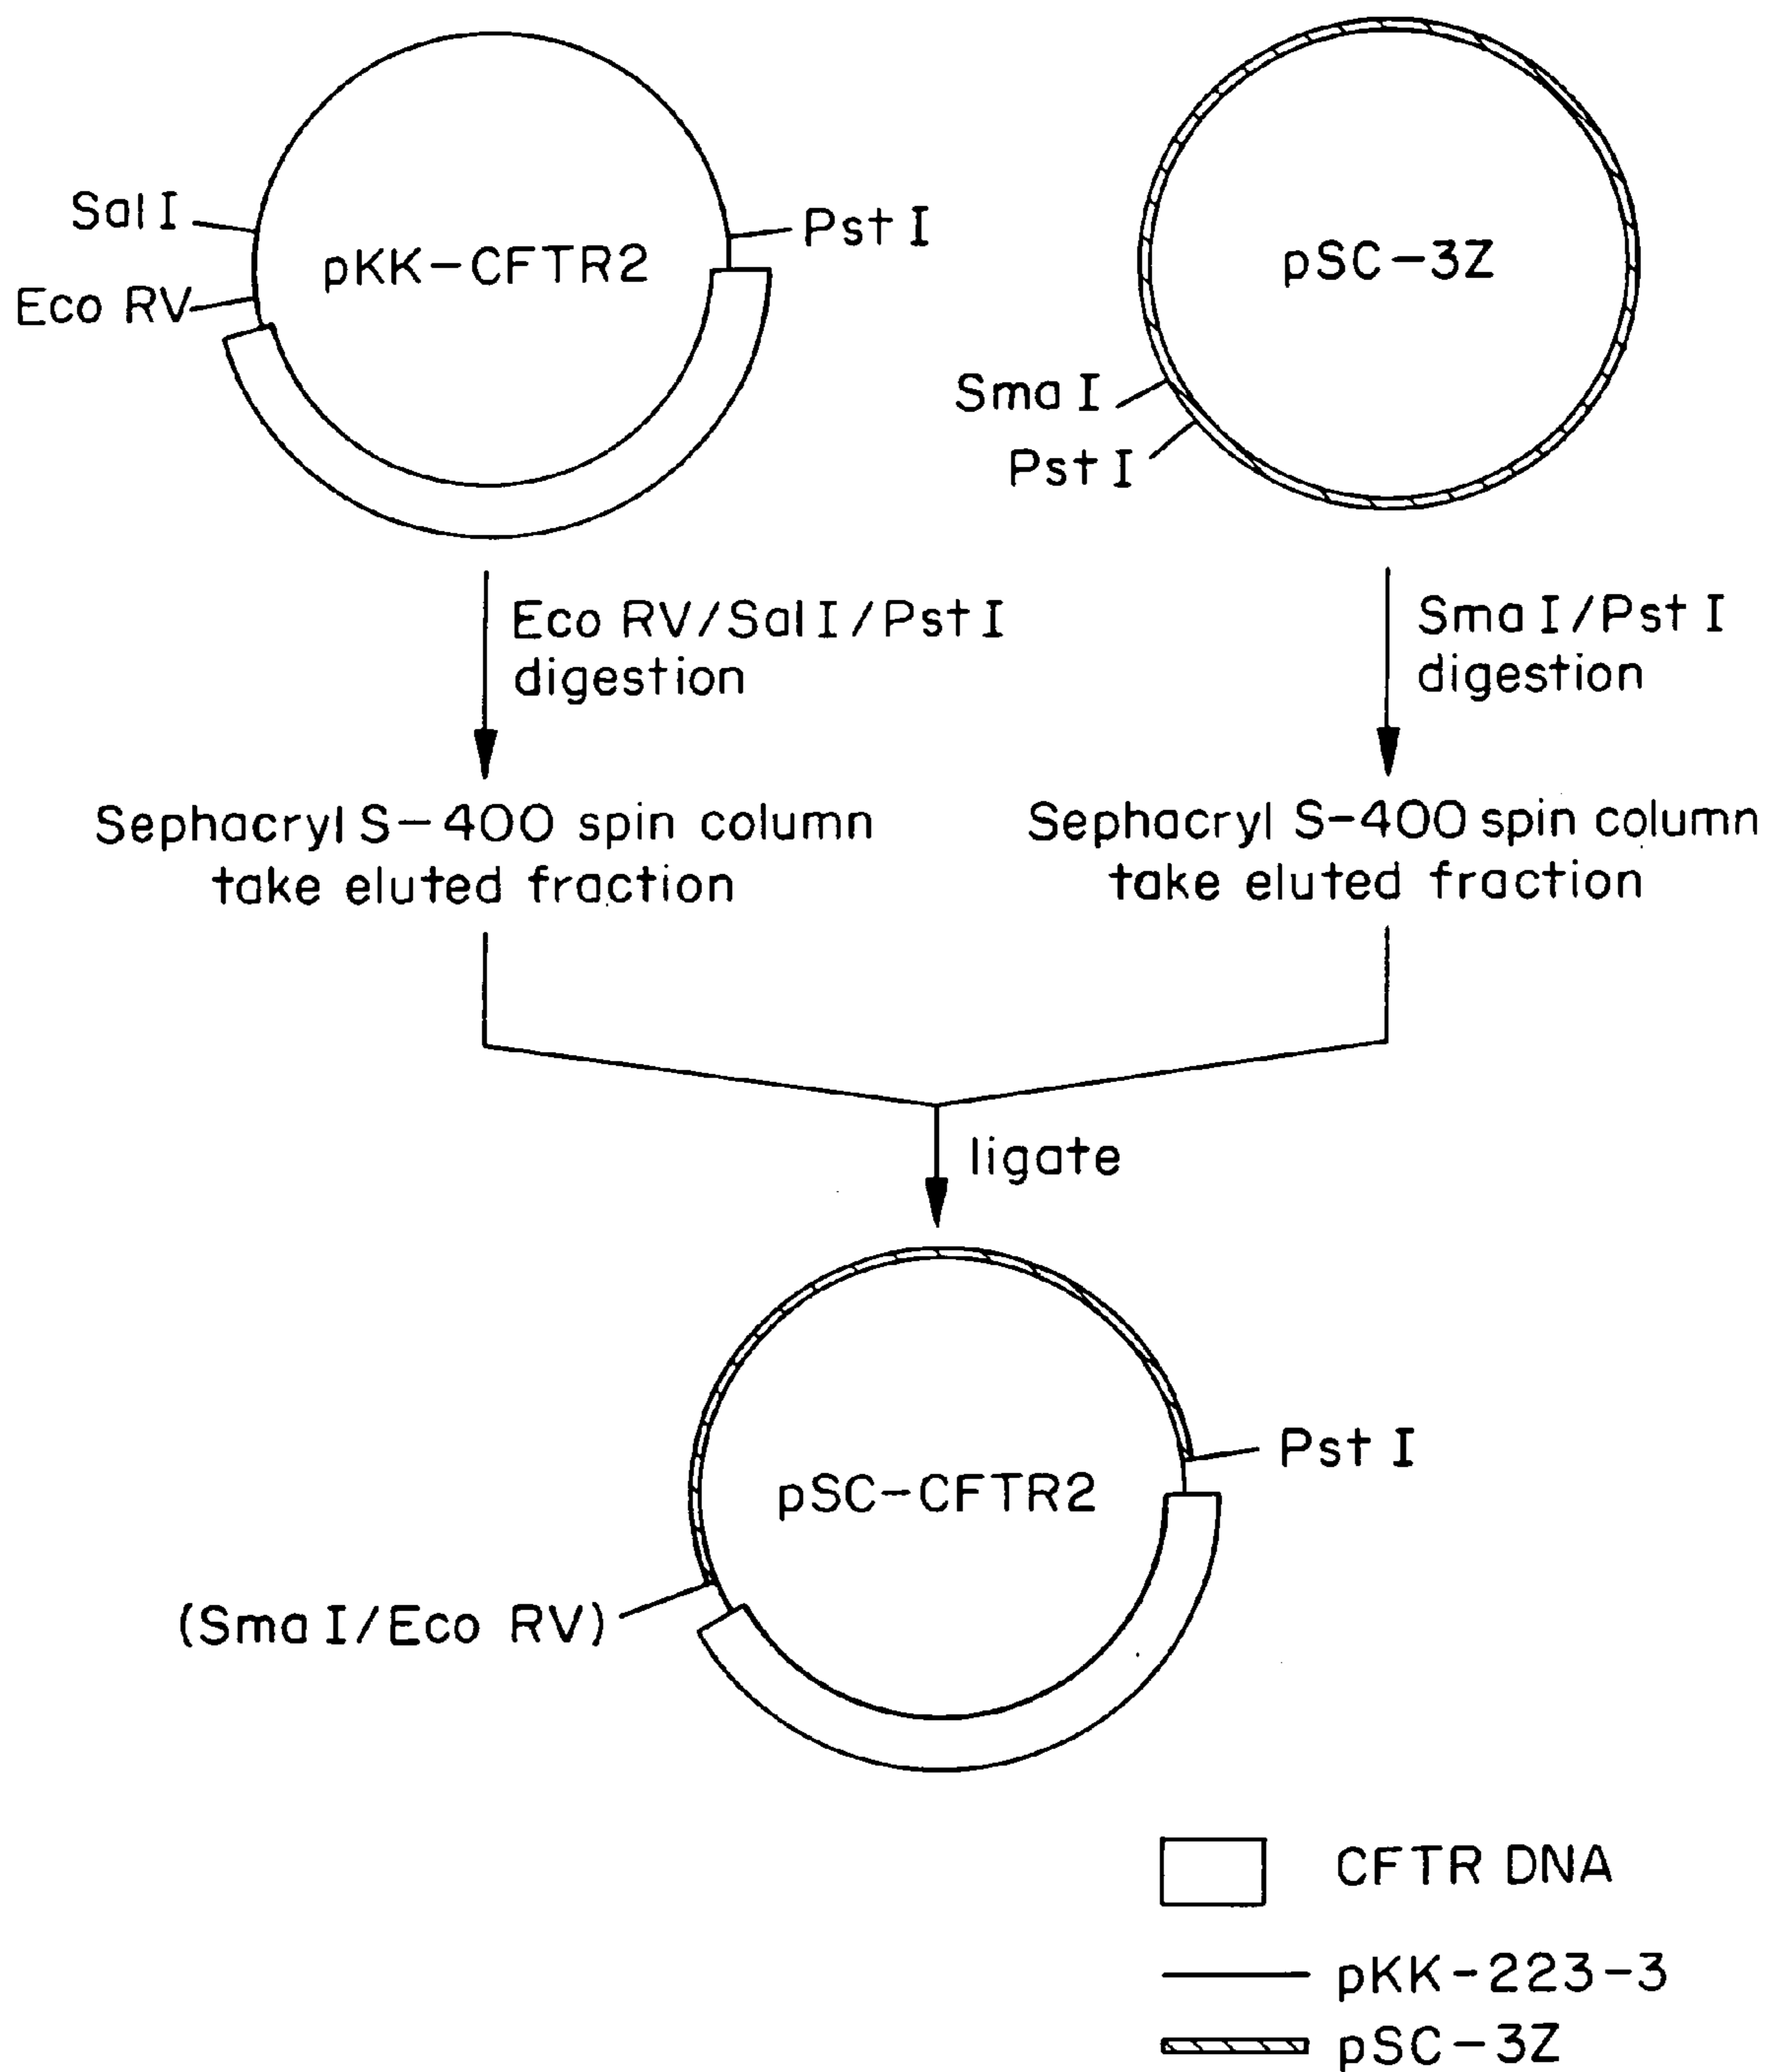 Sal I
Eco RV
pKK-CFTR2
Pst I
pSC-3Z
Sma I
Pst I
Eco RV/Sal I/Pst I
digestion
Sma I/Pst I
digestion
Sephacryl S-400 spin column
take eluted fraction
Sephacryl S-400 spin column
take eluted fraction
ligate
pSC-CFTR2
Pst I
(Sma I/Eco RV)
CFTR DNA
pKK-223-3
pSC-3Z